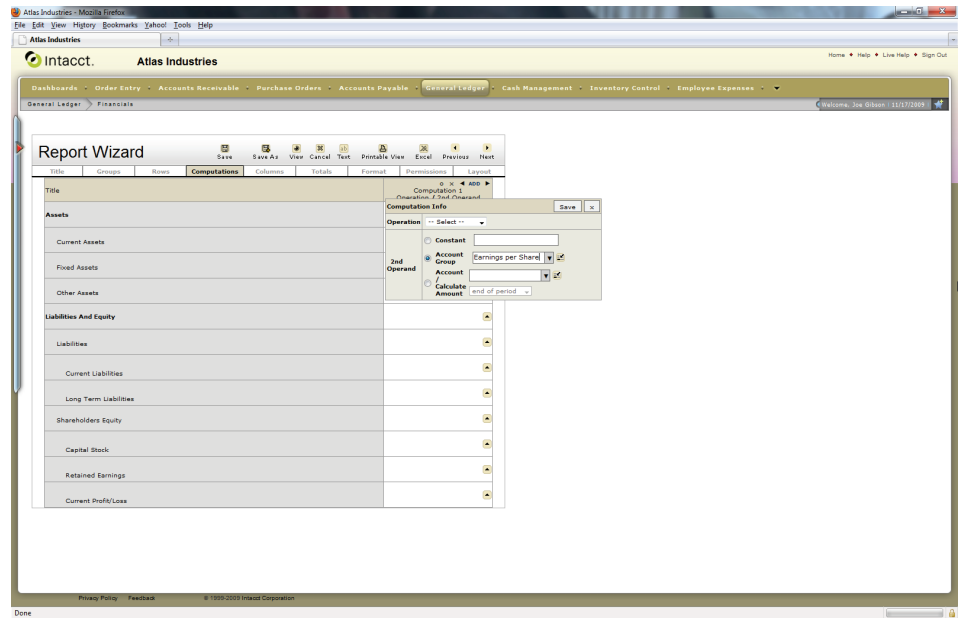 Atlas Industries - Mozilla Firefox
File Edit View History Bookmarks Yahoo! Tools Help
Atlas Industries
Intacct. Atlas Industries
Home Help Live Help Sign Out
Dashboards Order Entry Accounts Receivable Purchase Orders Accounts Payable General Ledger Cash Management Inventory Control Employee Expenses
General Ledger Financials
Welcome, Joe Gibson | 11/17/2009
Report Wizard
Save Save As View Cancel Text Printable View Excel Previous Next
Title Groups Rows Computations Columns Totals Format Permissions Layout
Title
ADD
Computation 1
Operation / 2nd Operand
Computation Info Save x
Operation -- Select --
2nd Operand
Constant
Account Group Earnings per Share
Account / Calculate Amount
end of period
Assets
Current Assets
Fixed Assets
Other Assets
Liabilities And Equity
Liabilities
Current Liabilities
Long Term Liabilities
Shareholders Equity
Capital Stock
Retained Earnings
Current Profit/Loss
Privacy Policy Feedback © 1999-2009 Intacct Corporation
Done